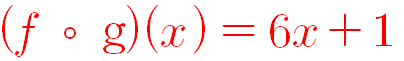 (f ∘ g)(x) = 6x + 1